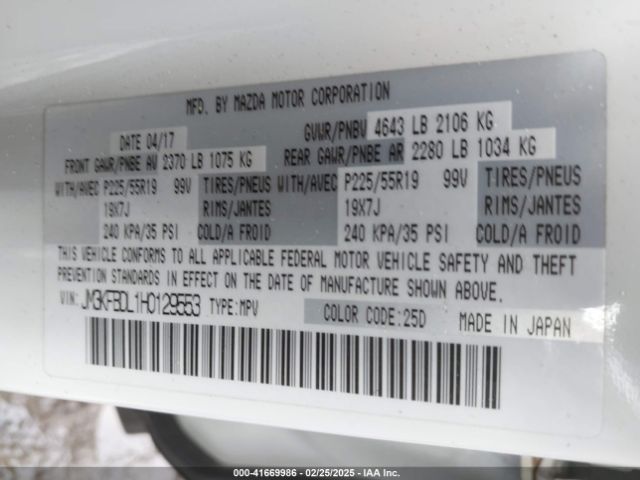 MFD. BY MAZDA MOTOR CORPORATION
DATE 04/17 GVWR/PNBV 4643 LB 2106 KG
FRONT GAWR/PNBE AV 2370 LB 1075 KG REAR GAWR/PNBE AR 2280 LB 1034 KG
WITH/AVEC P225/55R19 99V TIRES/PNEUS WITH/AVEC P225/55R19 99V TIRES/PNEUS
19X7J RIMS/JANTES 19X7J RIMS/JANTES
240 KPA/35 PSI COLD/A FROID 240 KPA/35 PSI COLD/A FROID
THIS VEHICLE CONFORMS TO ALL APPLICABLE FEDERAL MOTOR VEHICLE SAFETY AND THEFT
PREVENTION STANDARDS IN EFFECT ON THE DATE OF MANUFACTURE SHOWN ABOVE.
VIN: JM3KFBDL1H0129553 TYPE:MPV COLOR CODE:25D MADE IN JAPAN
000-41669986 - 02/25/2025 - IAA Inc.